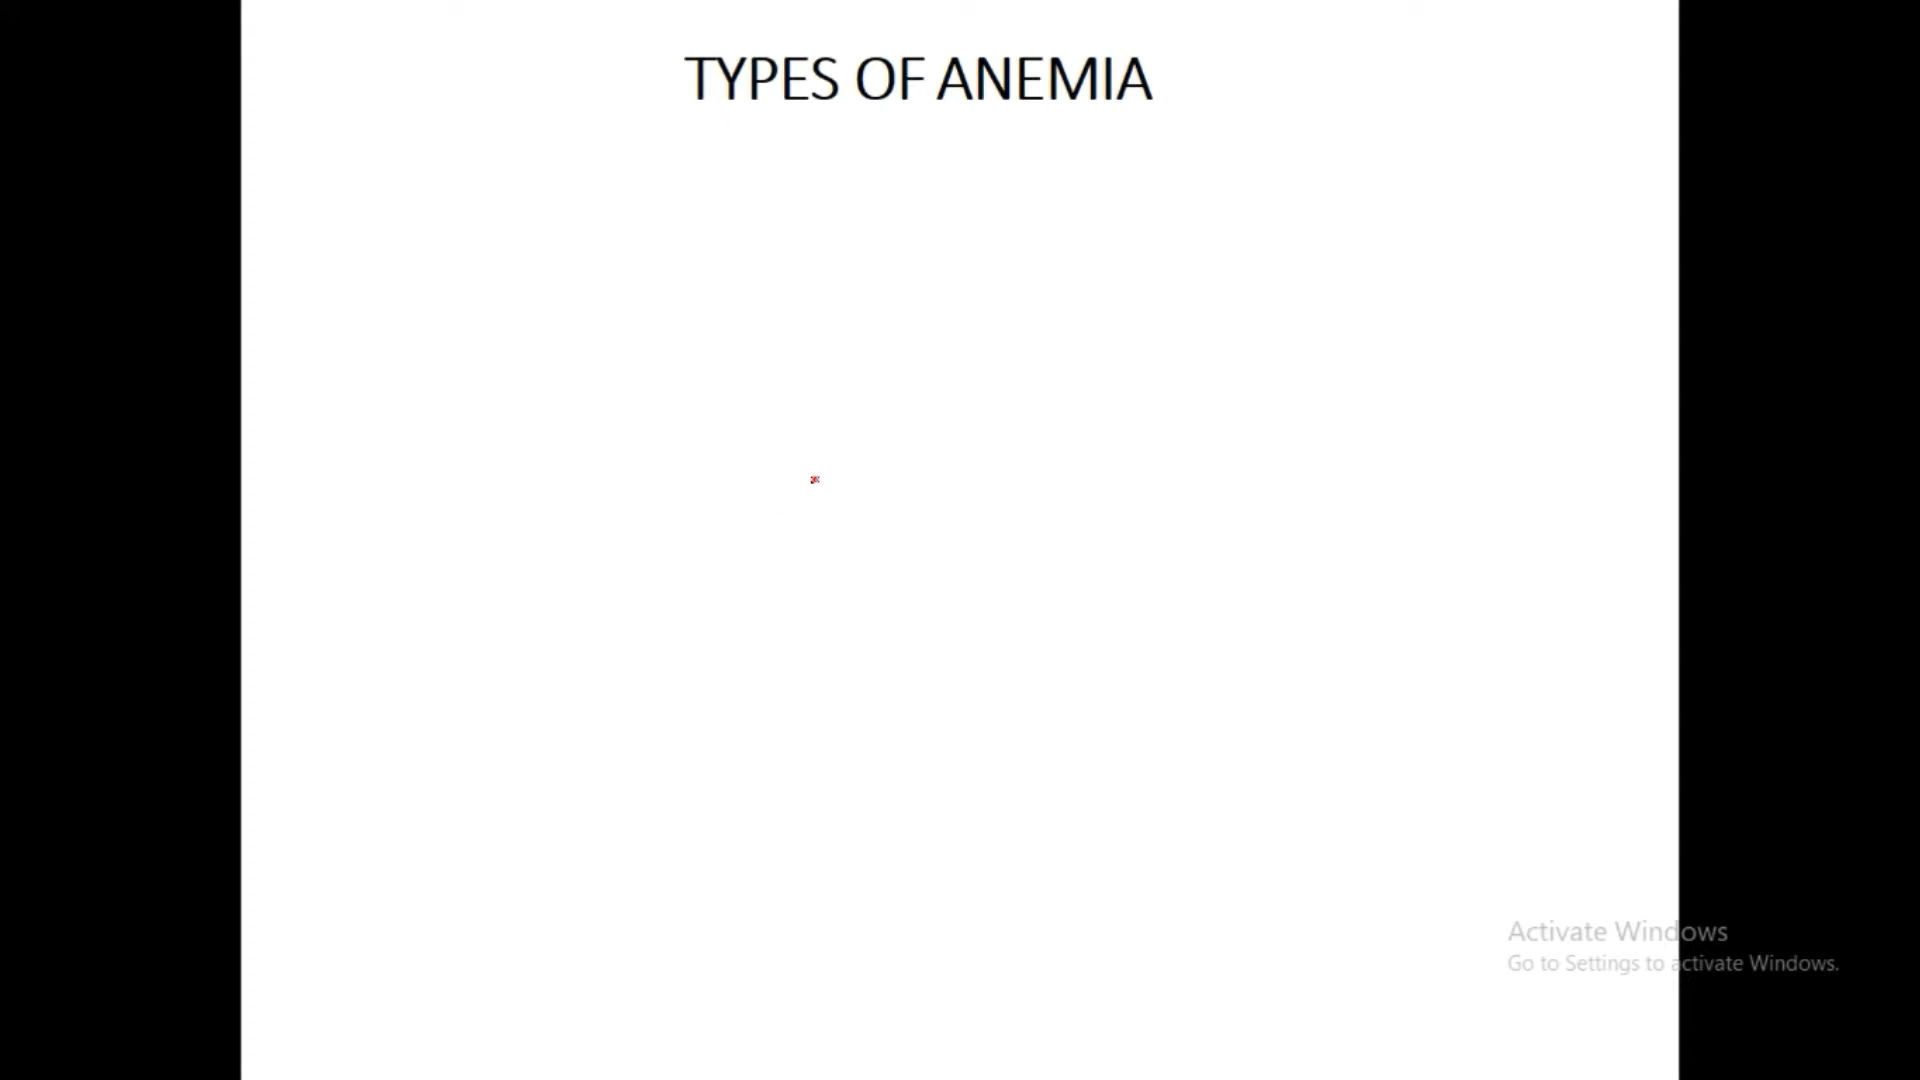 TYPES OF ANEMIA
Activate Windows
Go to Settings to activate Windows.